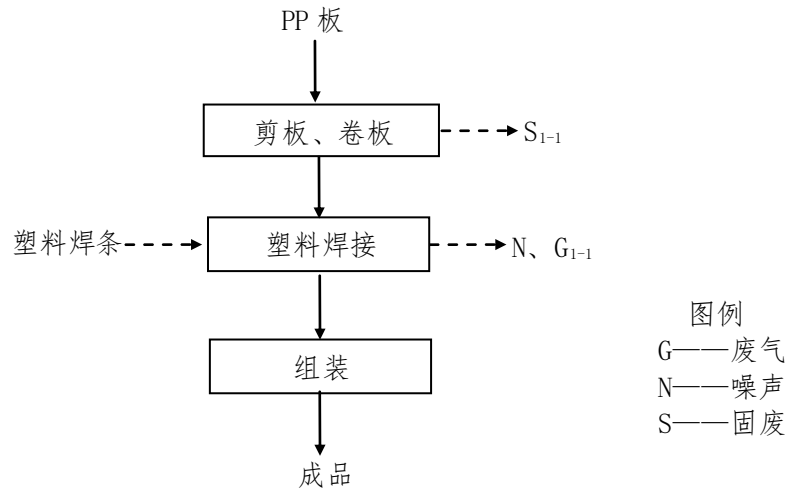 PP 板
剪板、卷板
S₁₋₁
塑料焊条
塑料焊接
N、G₁₋₁
组装
成品
图例
G——废气
N——噪声
S——固废